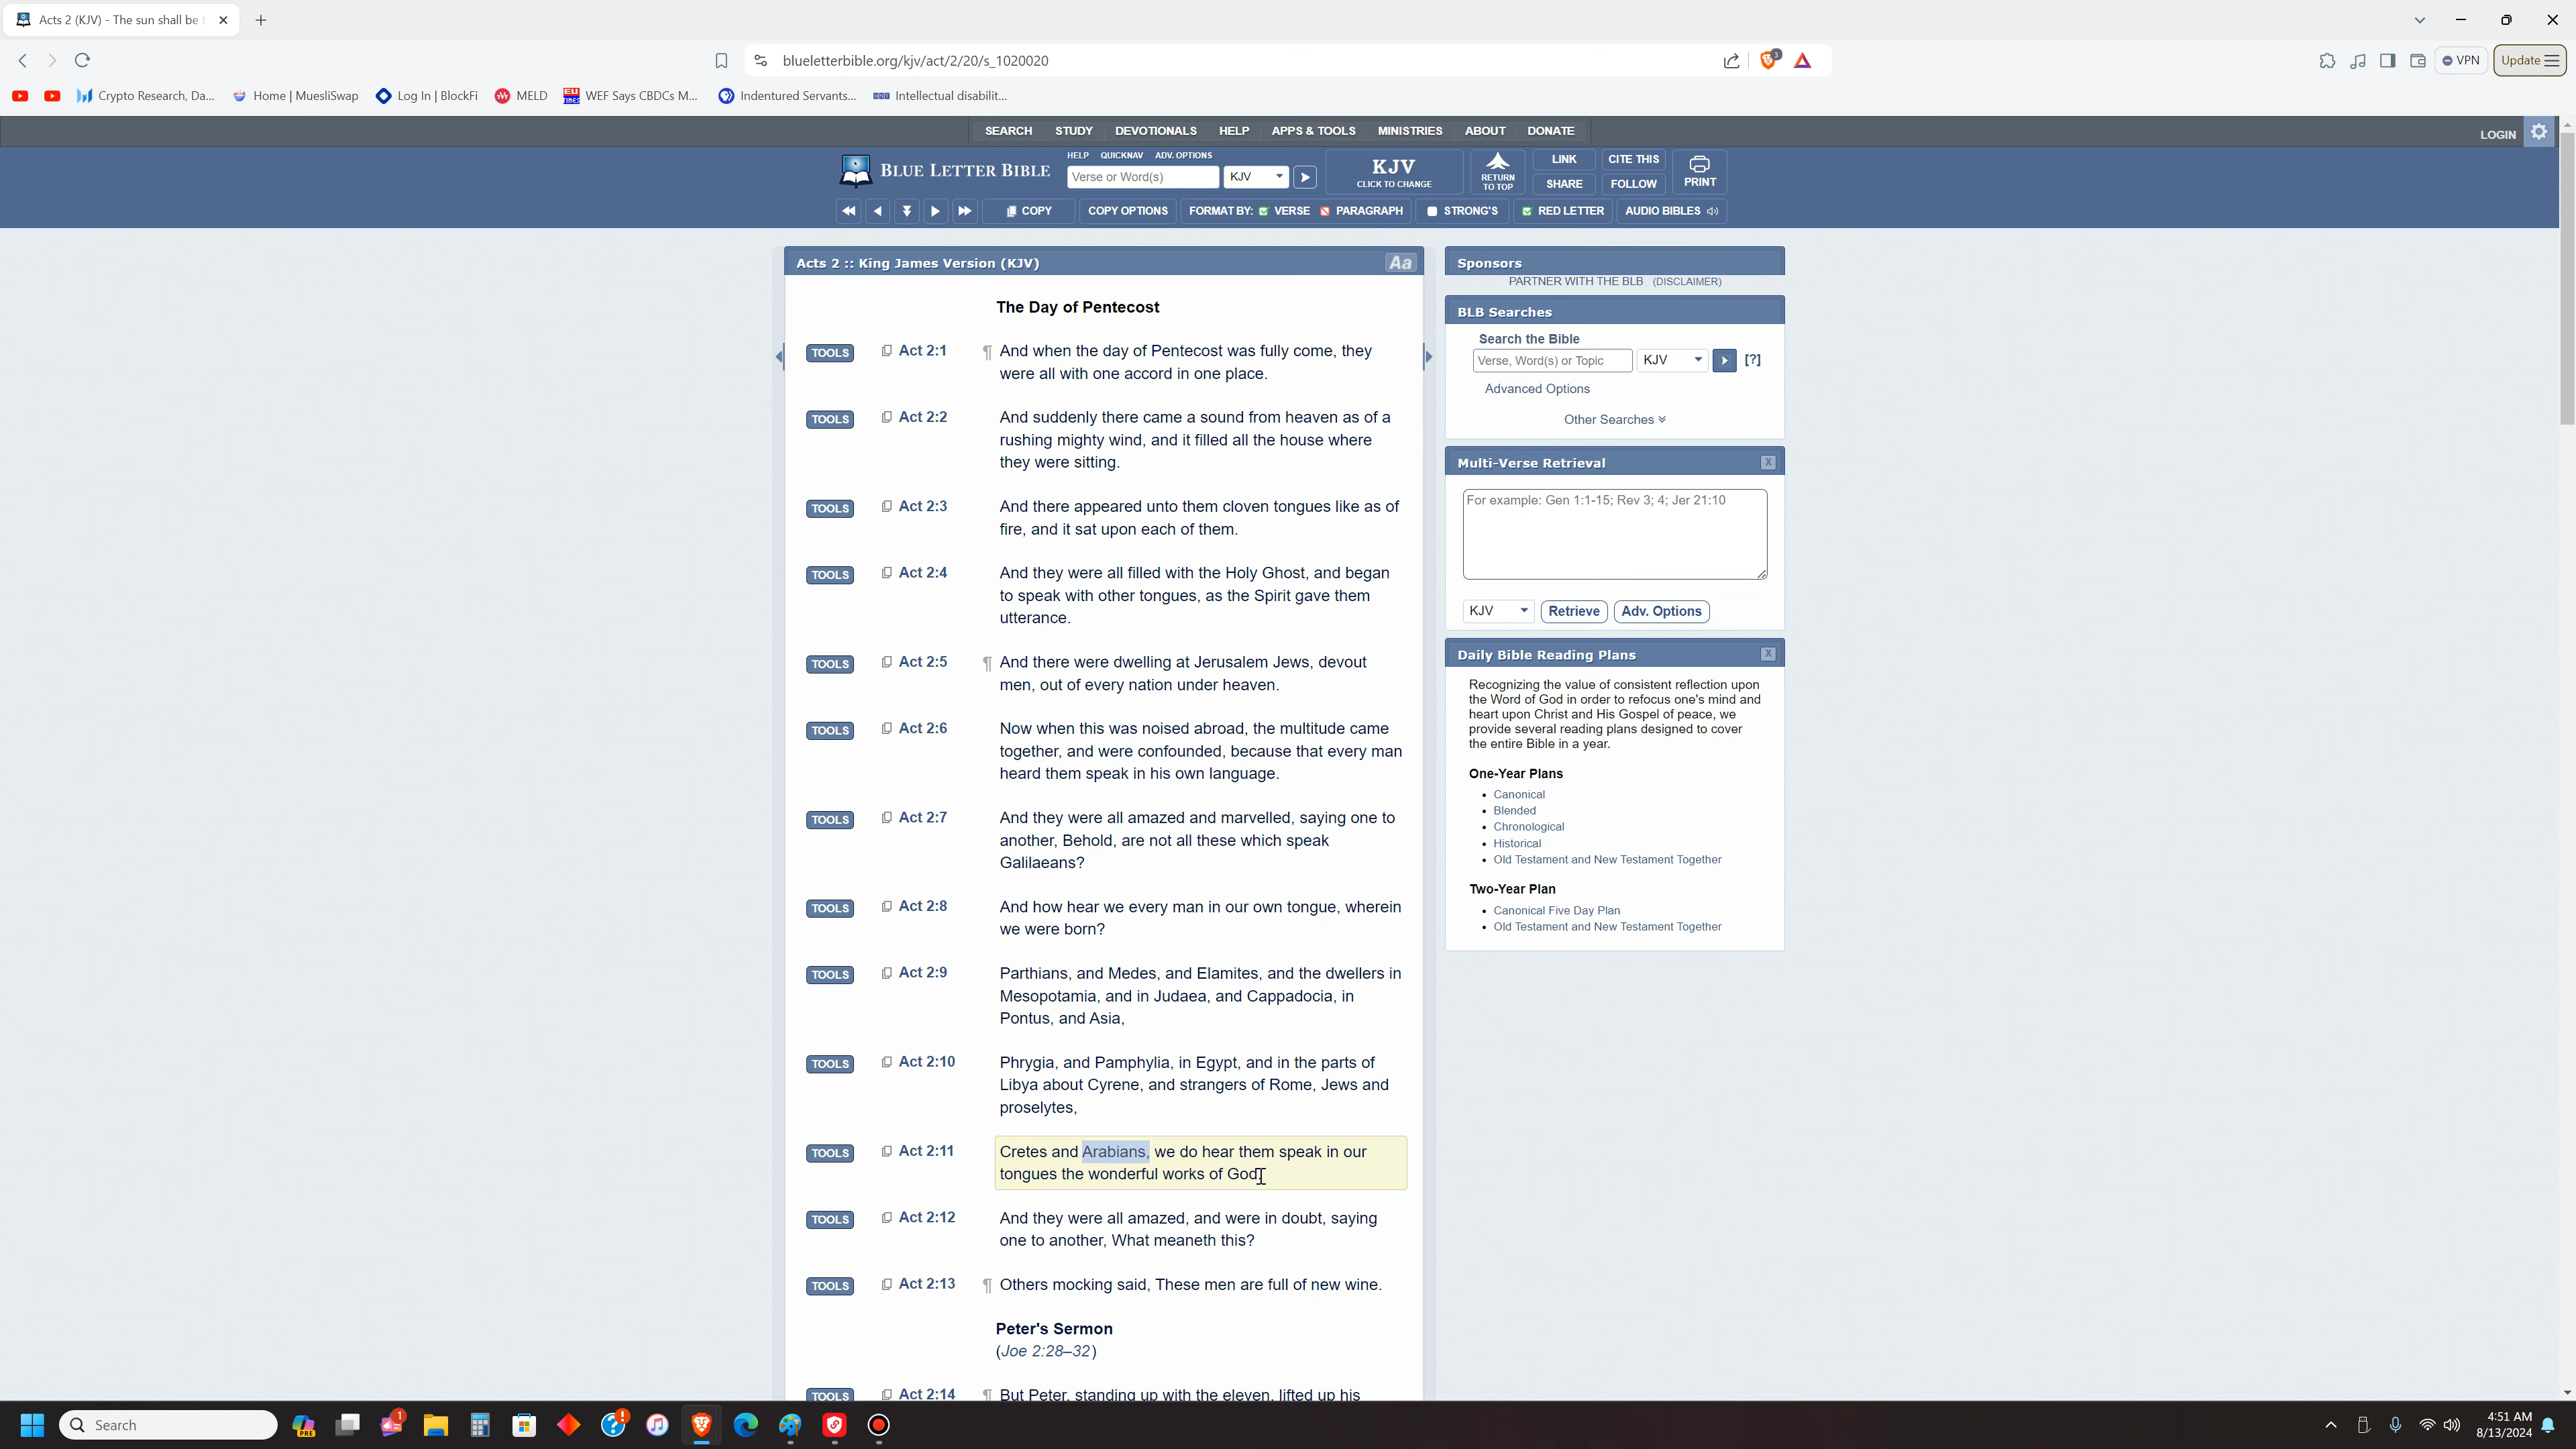 Acts 2 (KJV) - The sun shall be t
blueletterbible.org/kjv/act/2/20/s_1020020
3
VPN
Update
Crypto Research, Da...
Home | MuesliSwap
Log In | BlockFi
MELD
WEF Says CBDCs M...
Indentured Servants...
Intellectual disabilit...
SEARCH STUDY DEVOTIONALS HELP APPS & TOOLS MINISTRIES ABOUT DONATE
LOGIN
BLUE LETTER BIBLE
HELP QUICKNAV ADV. OPTIONS
Verse or Word(s)
KJV
KJV
CLICK TO CHANGE
RETURN
TO TOP
LINK
CITE THIS
SHARE
FOLLOW
PRINT
COPY
COPY OPTIONS
FORMAT BY: VERSE PARAGRAPH
STRONG'S
RED LETTER
AUDIO BIBLES
Acts 2 :: King James Version (KJV)
Aa
The Day of Pentecost
TOOLS Act 2:1 ¶ And when the day of Pentecost was fully come, they
were all with one accord in one place.
TOOLS Act 2:2 And suddenly there came a sound from heaven as of a
rushing mighty wind, and it filled all the house where
they were sitting.
TOOLS Act 2:3 And there appeared unto them cloven tongues like as of
fire, and it sat upon each of them.
TOOLS Act 2:4 And they were all filled with the Holy Ghost, and began
to speak with other tongues, as the Spirit gave them
utterance.
TOOLS Act 2:5 ¶ And there were dwelling at Jerusalem Jews, devout
men, out of every nation under heaven.
TOOLS Act 2:6 Now when this was noised abroad, the multitude came
together, and were confounded, because that every man
heard them speak in his own language.
TOOLS Act 2:7 And they were all amazed and marvelled, saying one to
another, Behold, are not all these which speak
Galilaeans?
TOOLS Act 2:8 And how hear we every man in our own tongue, wherein
we were born?
TOOLS Act 2:9 Parthians, and Medes, and Elamites, and the dwellers in
Mesopotamia, and in Judaea, and Cappadocia, in
Pontus, and Asia,
TOOLS Act 2:10 Phrygia, and Pamphylia, in Egypt, and in the parts of
Libya about Cyrene, and strangers of Rome, Jews and
proselytes,
TOOLS Act 2:11 Cretes and Arabians, we do hear them speak in our
tongues the wonderful works of God.
TOOLS Act 2:12 And they were all amazed, and were in doubt, saying
one to another, What meaneth this?
TOOLS Act 2:13 ¶ Others mocking said, These men are full of new wine.
Peter's Sermon
(Joe 2:28–32)
TOOLS Act 2:14 ¶ But Peter, standing up with the eleven, lifted up his
Sponsors
PARTNER WITH THE BLB (DISCLAIMER)
BLB Searches
Search the Bible
Verse, Word(s) or Topic
KJV
[?]
Advanced Options
Other Searches
Multi-Verse Retrieval
X
For example: Gen 1:1-15; Rev 3; 4; Jer 21:10
KJV
Retrieve
Adv. Options
Daily Bible Reading Plans
X
Recognizing the value of consistent reflection upon
the Word of God in order to refocus one's mind and
heart upon Christ and His Gospel of peace, we
provide several reading plans designed to cover
the entire Bible in a year.
One-Year Plans
• Canonical
• Blended
• Chronological
• Historical
• Old Testament and New Testament Together
Two-Year Plan
• Canonical Five Day Plan
• Old Testament and New Testament Together
Search
PRE
1
4:51 AM
8/13/2024